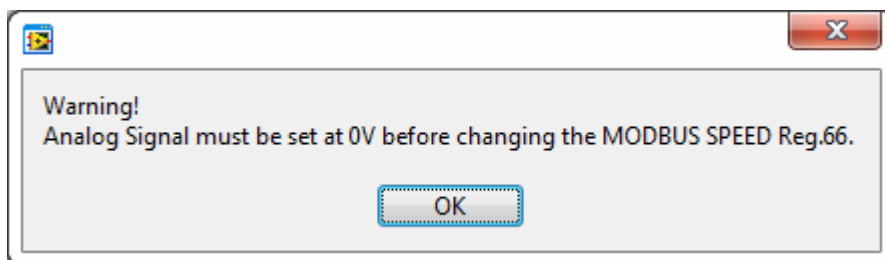 Warning!
Analog Signal must be set at 0V before changing the MODBUS SPEED Reg.66.
OK